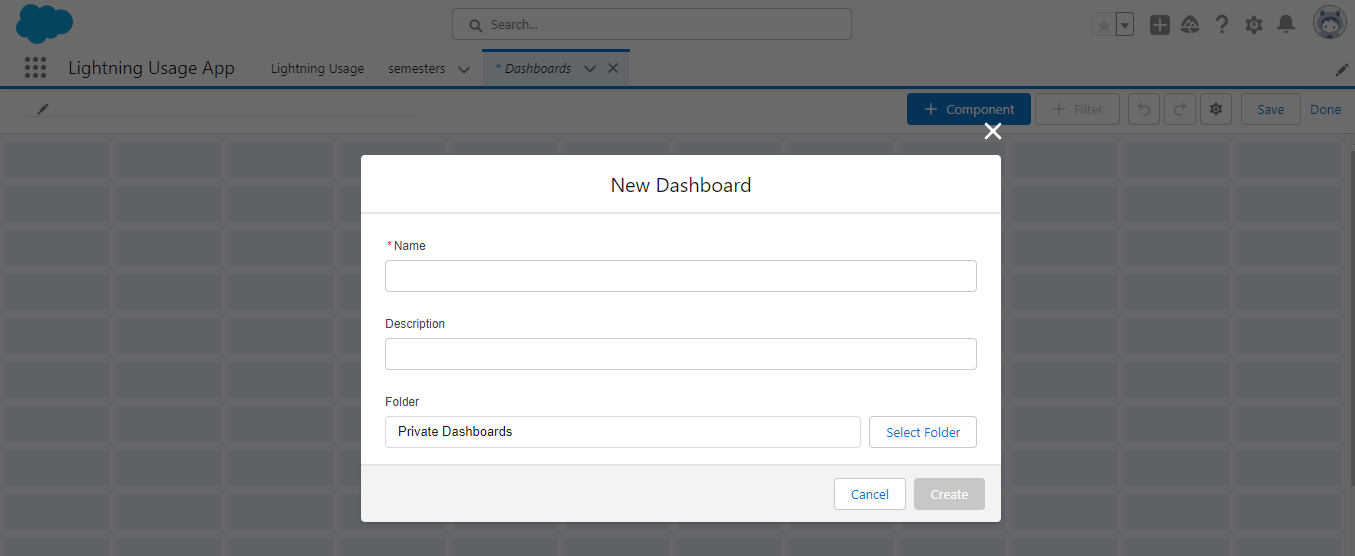 Search...
Lightning Usage App
Lightning Usage
semesters
* Dashboards
+ Component
+ Filter
Save
Done
New Dashboard
* Name
Description
Folder
Private Dashboards
Select Folder
Cancel
Create